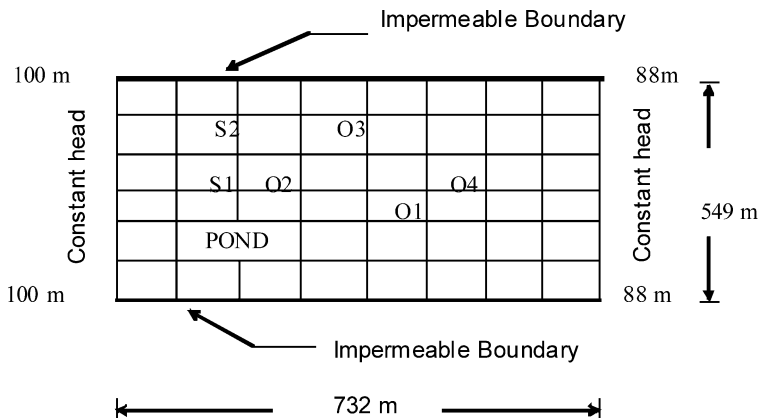 Impermeable Boundary
100 m
88m
Constant head
S2
O3
S1
O2
O4
O1
POND
Constant head
549 m
100 m
88 m
Impermeable Boundary
732 m